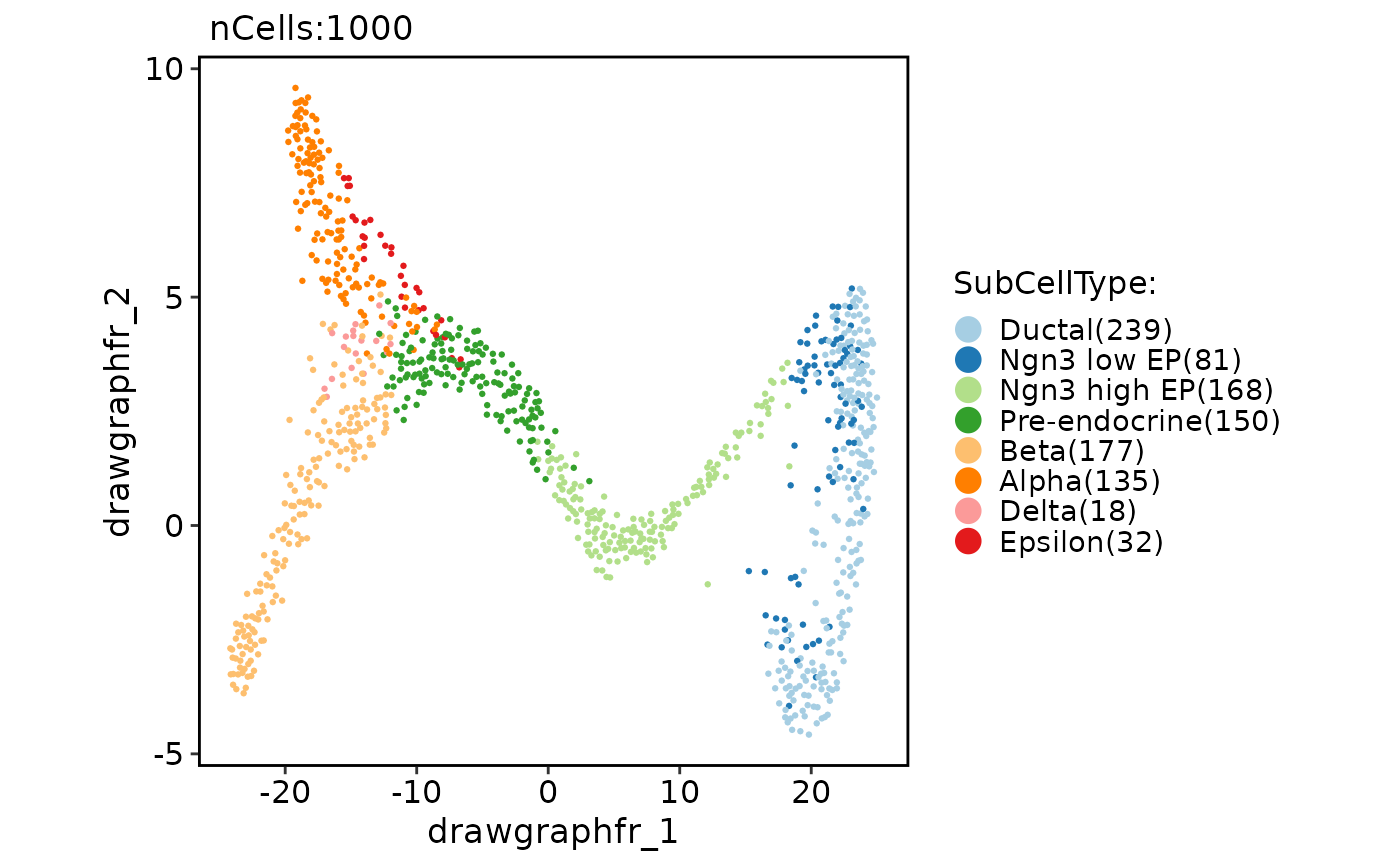 nCells:1000
10
5
0
-5
drawgraphfr_2
-20 -10 0 10 20
drawgraphfr_1
SubCellType:
Ductal(239)
Ngn3 low EP(81)
Ngn3 high EP(168)
Pre-endocrine(150)
Beta(177)
Alpha(135)
Delta(18)
Epsilon(32)